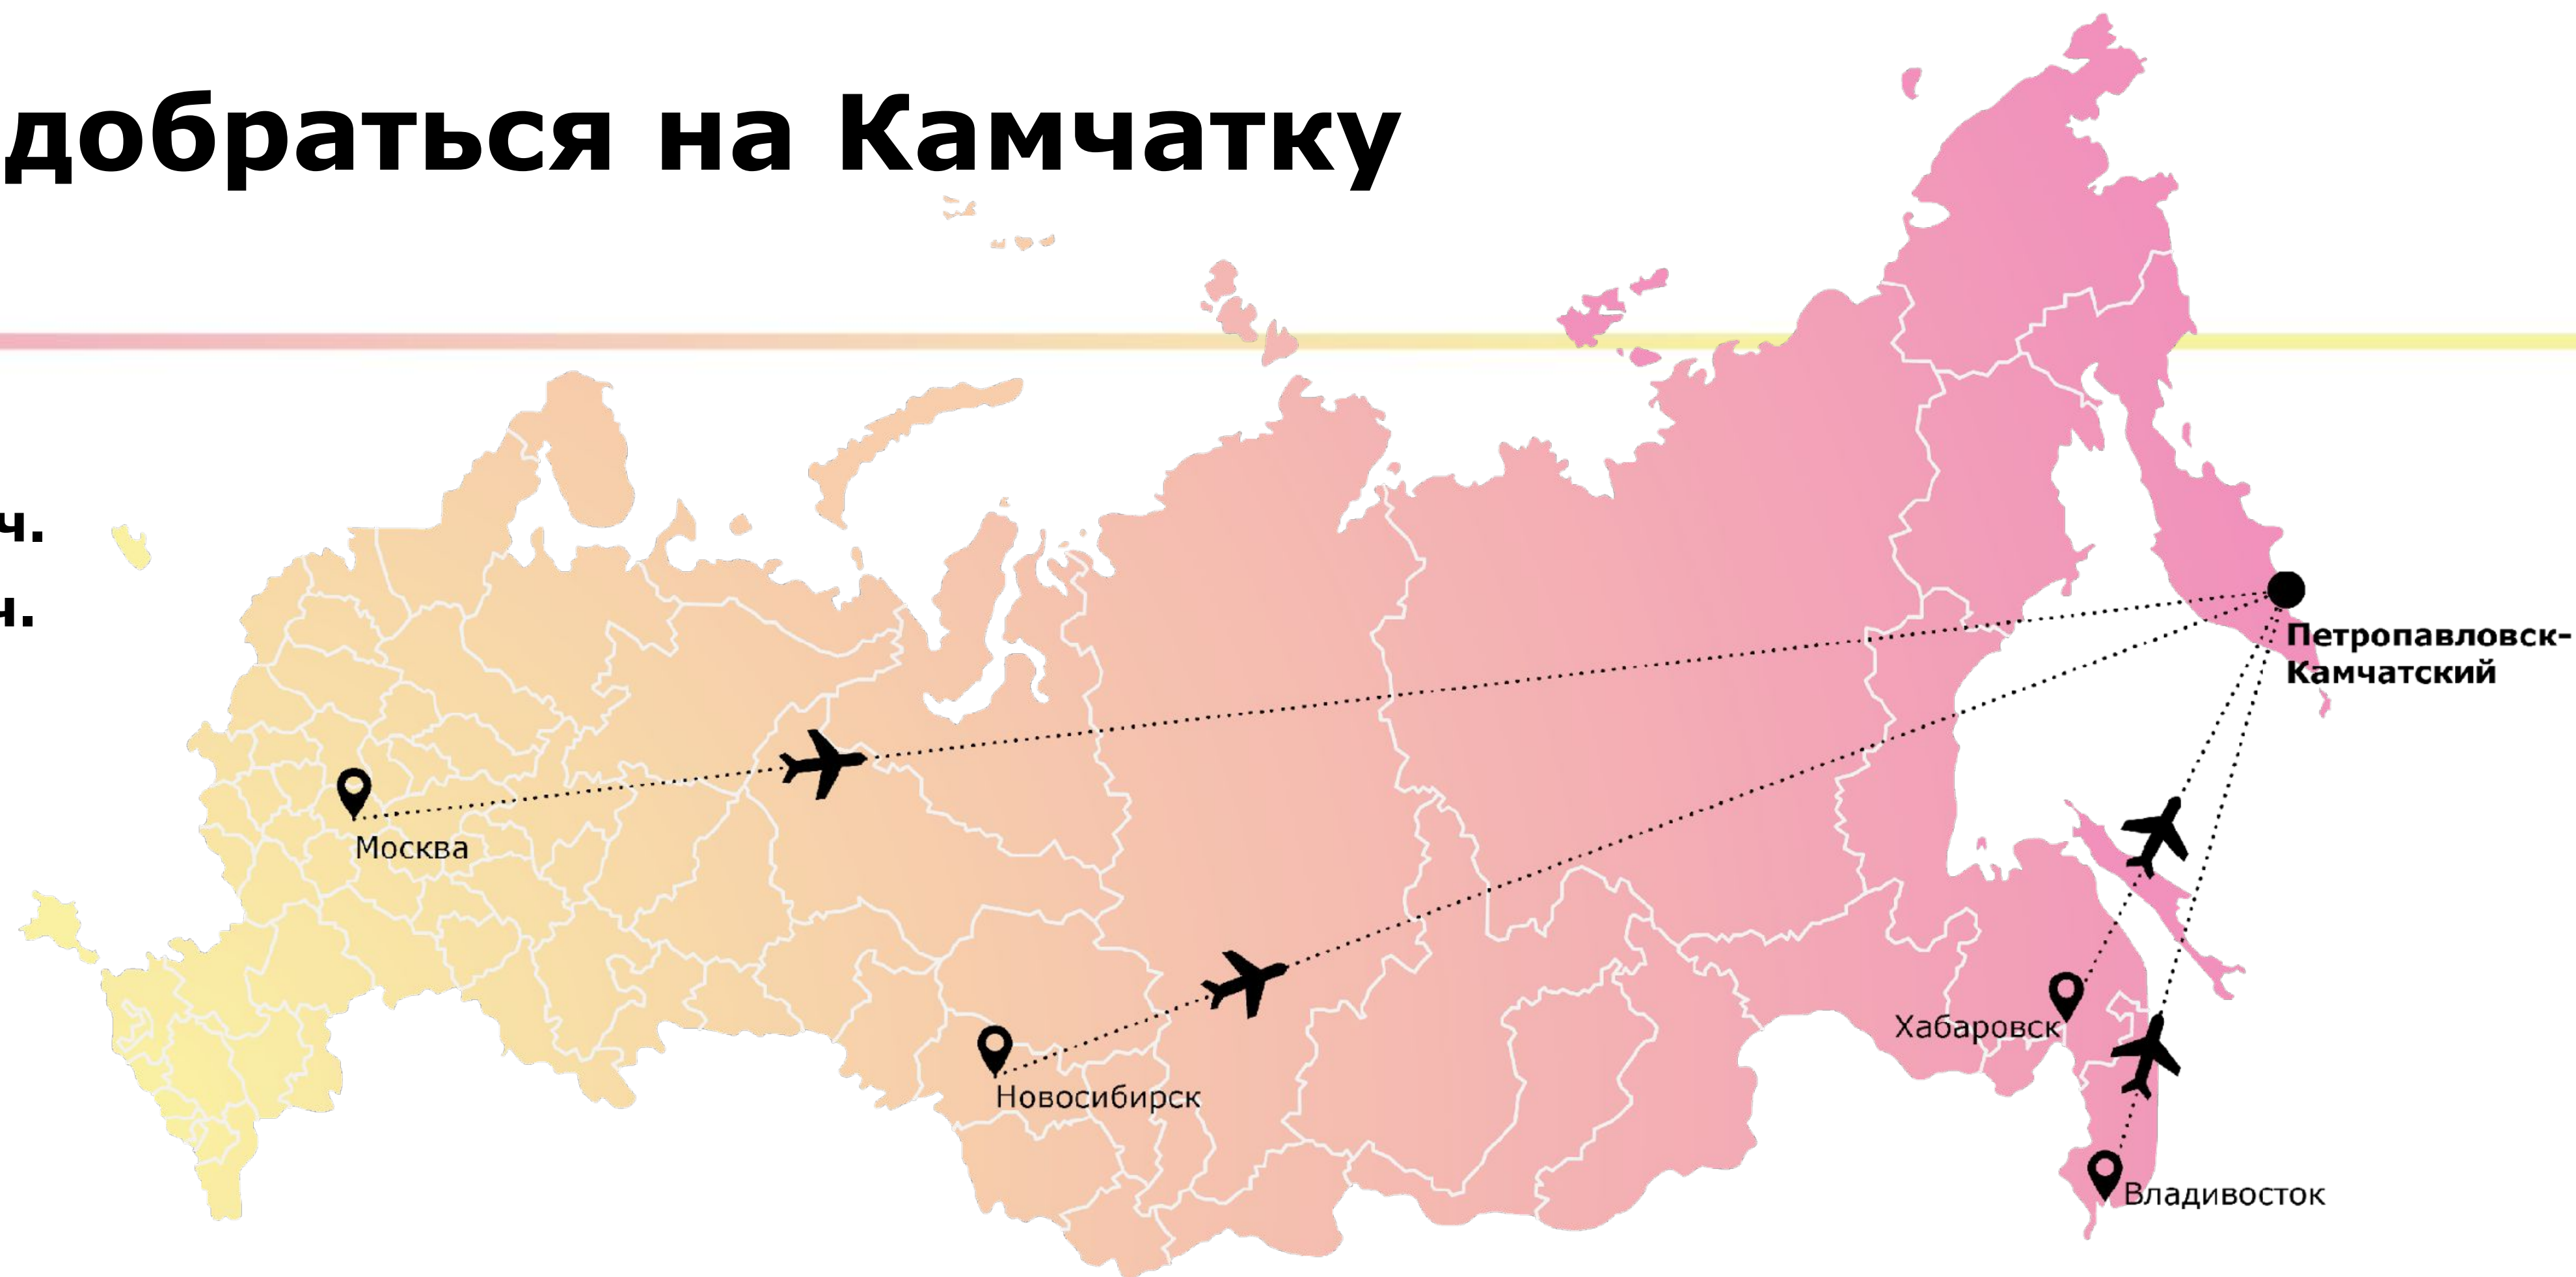 добраться на Камчатку
ч.
ч.
Петропавловск-
Камчатский
Москва
Хабаровск
Новосибирск
Владивосток